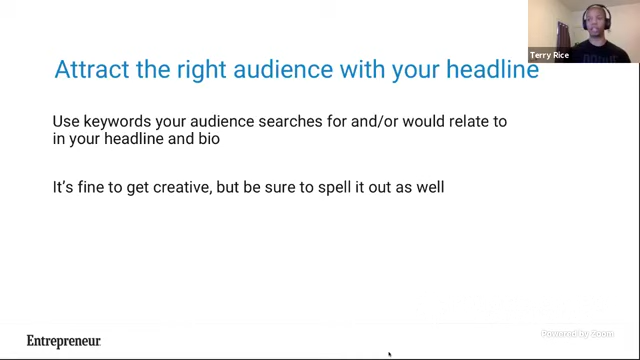 Attract the right audience with your headline
Terry Rice
Use keywords your audience searches for and/or would relate to
in your headline and bio
It's fine to get creative, but be sure to spell it out as well
Powered by Zoom
Entrepreneur